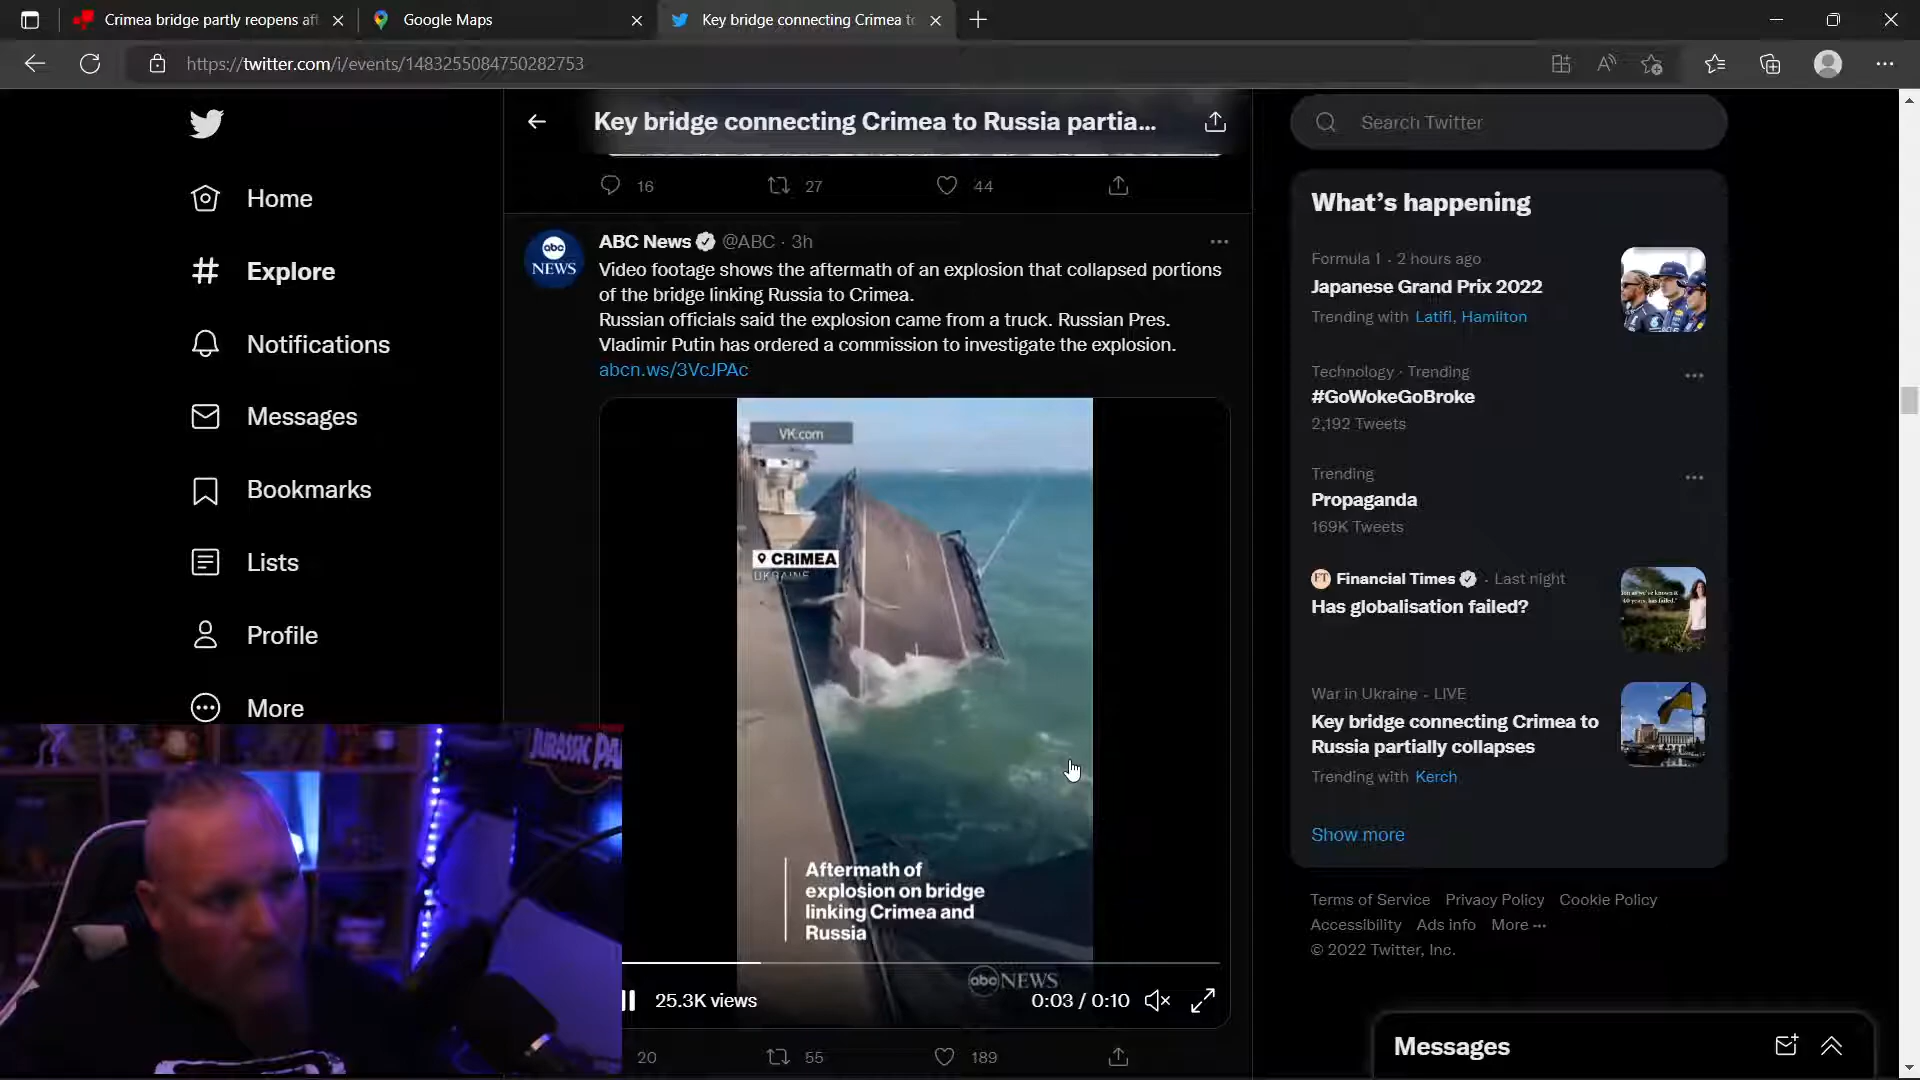 Crimea bridge partly reopens aft
Google Maps
Key bridge connecting Crimea to
https://twitter.com/i/events/1483255084750282753
Key bridge connecting Crimea to Russia partia...
Search Twitter
Home
Explore
Notifications
Messages
Bookmarks
Lists
Profile
More
16 27 44
abc NEWS
ABC News @ABC · 3h
Video footage shows the aftermath of an explosion that collapsed portions
of the bridge linking Russia to Crimea.
Russian officials said the explosion came from a truck. Russian Pres.
Vladimir Putin has ordered a commission to investigate the explosion.
abcn.ws/3VcJPAc
VK.com
CRIMEA
UKRAINE
Aftermath of
explosion on bridge
linking Crimea and
Russia
abc NEWS
25.3K views
0:03 / 0:10
20 55 189
What's happening
Formula 1 · 2 hours ago
Japanese Grand Prix 2022
Trending with Latifi, Hamilton
Technology · Trending
#GoWokeGoBroke
2,192 Tweets
Trending
Propaganda
169K Tweets
FT Financial Times · Last night
Has globalisation failed?
War in Ukraine · LIVE
Key bridge connecting Crimea to
Russia partially collapses
Trending with Kerch
Show more
Terms of Service Privacy Policy Cookie Policy
Accessibility Ads info More ···
© 2022 Twitter, Inc.
Messages
JURASSIC PA